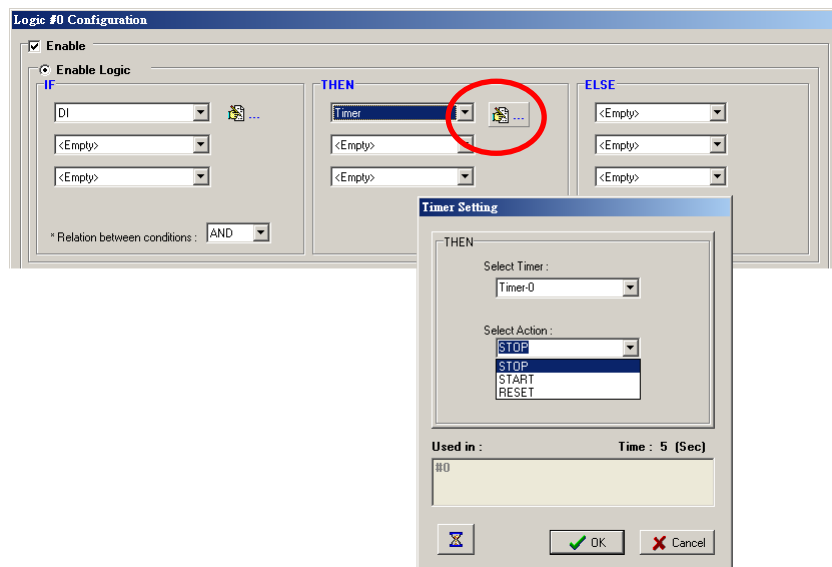 Logic #0 Configuration
Enable
Enable Logic
IF
DI
...
<Empty>
<Empty>
* Relation between conditions : AND
THEN
Timer
...
<Empty>
<Empty>
ELSE
<Empty>
<Empty>
<Empty>
Timer Setting
THEN
Select Timer :
Timer-0
Select Action :
STOP
STOP
START
RESET
Used in :
Time : 5 (Sec)
#0
OK
Cancel